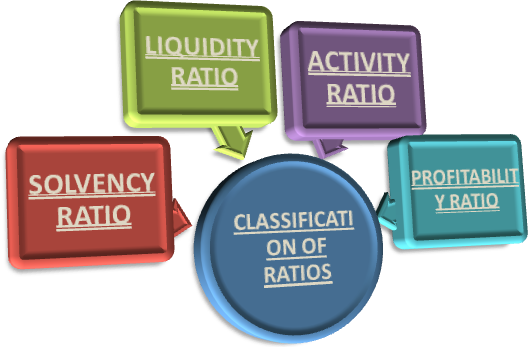 LIQUIDITY
RATIO
ACTIVITY
RATIO
SOLVENCY
RATIO
PROFITABILIT
Y RATIO
CLASSIFICATI
ON OF
RATIOS